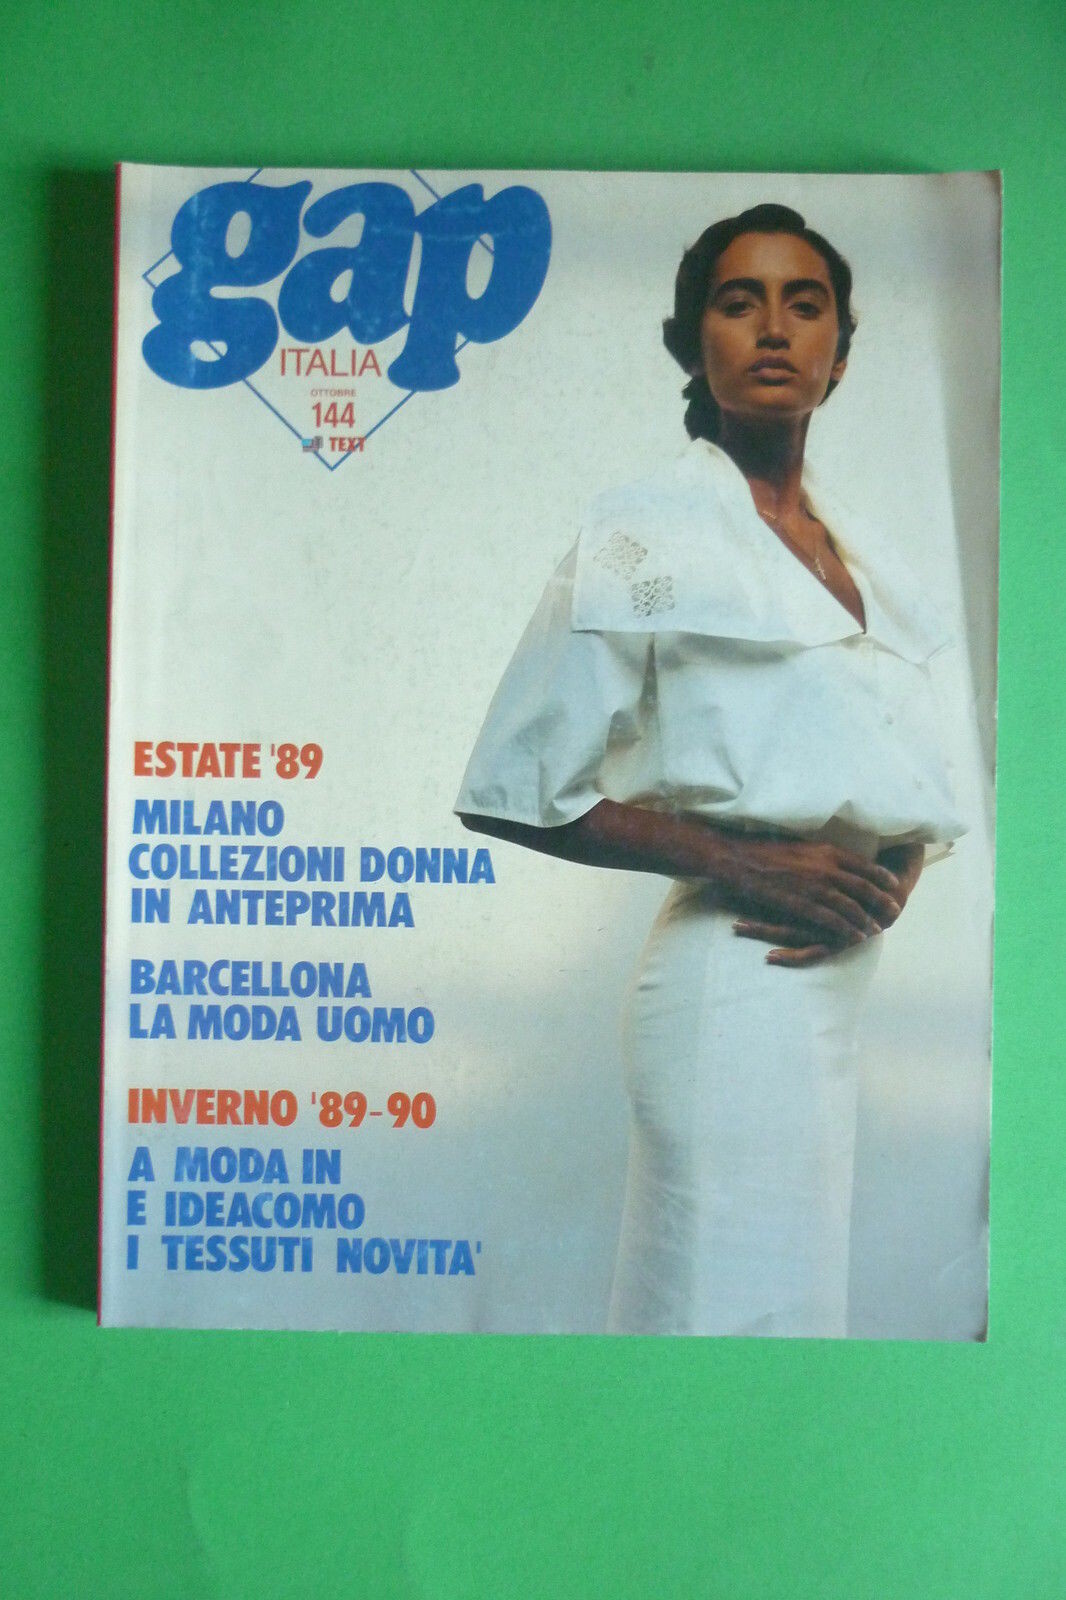 gap
ITALIA
OTTOBRE
144
TEXT
ESTATE '89
MILANO
COLLEZIONI DONNA
IN ANTEPRIMA
BARCELLONA
LA MODA UOMO
INVERNO '89-90
A MODA IN
E IDEACOMO
I TESSUTI NOVITA'